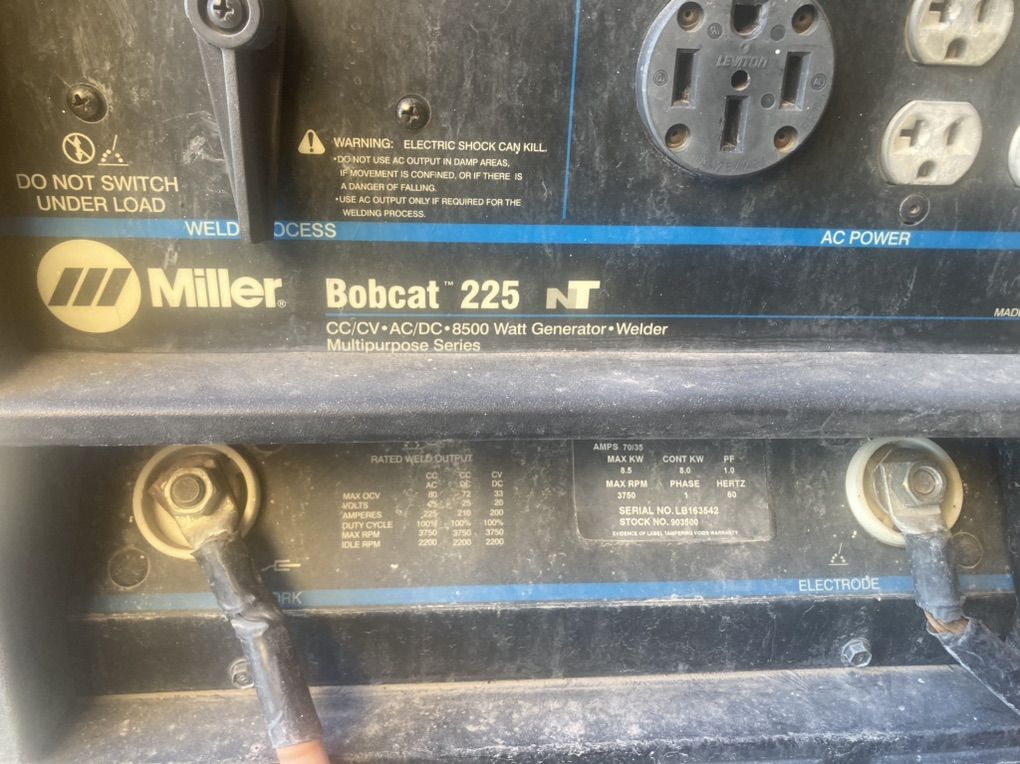 LEVITON
WARNING: ELECTRIC SHOCK CAN KILL.
•DO NOT USE AC OUTPUT IN DAMP AREAS,
IF MOVEMENT IS CONFINED, OR IF THERE IS
A DANGER OF FALLING.
•USE AC OUTPUT ONLY IF REQUIRED FOR THE
WELDING PROCESS.
DO NOT SWITCH
UNDER LOAD
WELD OCESS
AC POWER
Miller®
Bobcat™ 225 NT
MADE
CC/CV•AC/DC•8500 Watt Generator•Welder
Multipurpose Series
RATED WELD OUTPUT
CC CC CV
AC DC DC
MAX OCV 80 72 33
VOLTS 25 25 20
AMPERES 225 210 200
DUTY CYCLE 100% 100% 100%
MAX RPM 3750 3750 3750
IDLE RPM 2200 2200 2200
AMPS 70/35
MAX KW CONT KW PF
8.5 8.0 1.0
MAX RPM PHASE HERTZ
3750 1 60
SERIAL NO. LB163542
STOCK NO. 903500
EVIDENCE OF LABEL TAMPERING VOIDS WARRANTY
ORK
ELECTRODE